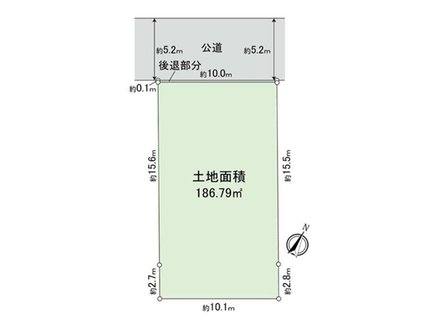 約5.2m
公道
約5.2m
後退部分
約10.0m
約0.1m
約15.6m
約15.5m
土地面積
186.79㎡
N
約2.7m
約2.8m
約10.1m